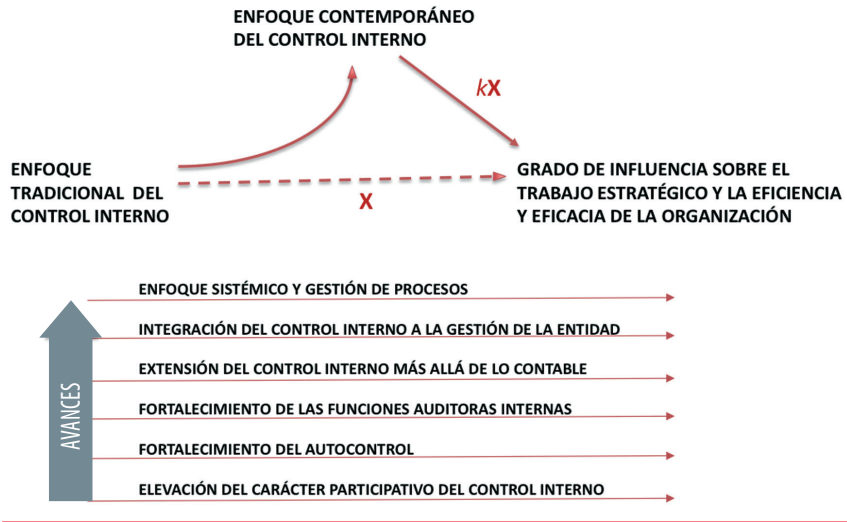 ENFOQUE CONTEMPORÁNEO
DEL CONTROL INTERNO
kX
ENFOQUE
TRADICIONAL DEL
CONTROL INTERNO
X
GRADO DE INFLUENCIA SOBRE EL
TRABAJO ESTRATÉGICO Y LA EFICIENCIA
Y EFICACIA DE LA ORGANIZACIÓN
AVANCES
ENFOQUE SISTÉMICO Y GESTIÓN DE PROCESOS
INTEGRACIÓN DEL CONTROL INTERNO A LA GESTIÓN DE LA ENTIDAD
EXTENSIÓN DEL CONTROL INTERNO MÁS ALLÁ DE LO CONTABLE
FORTALECIMIENTO DE LAS FUNCIONES AUDITORAS INTERNAS
FORTALECIMIENTO DEL AUTOCONTROL
ELEVACIÓN DEL CARÁCTER PARTICIPATIVO DEL CONTROL INTERNO